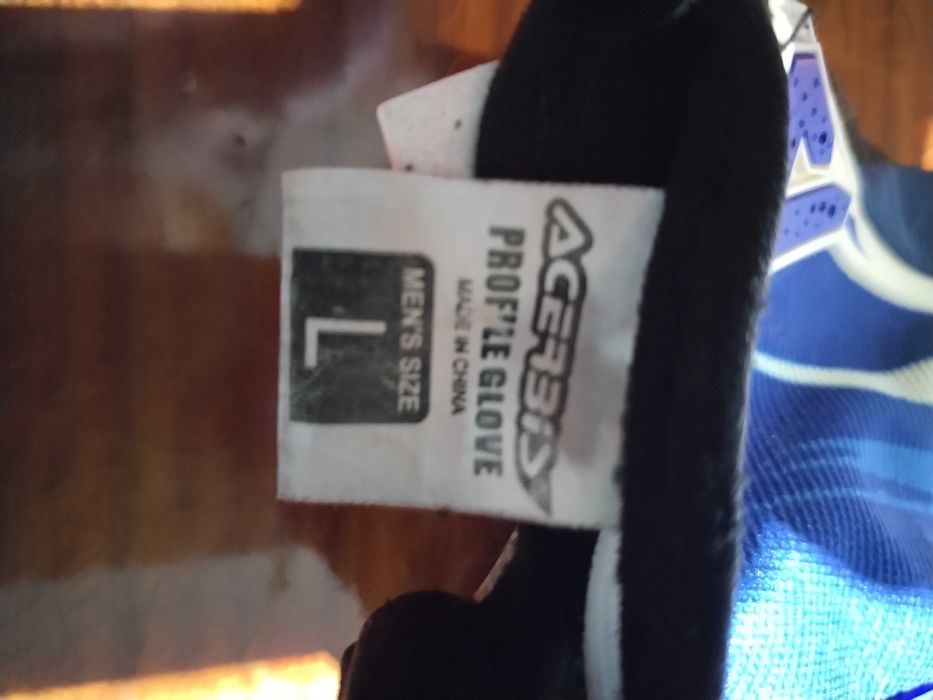 ACERBIS
PROFILE GLOVE
MADE IN CHINA
MEN'S SIZE
L